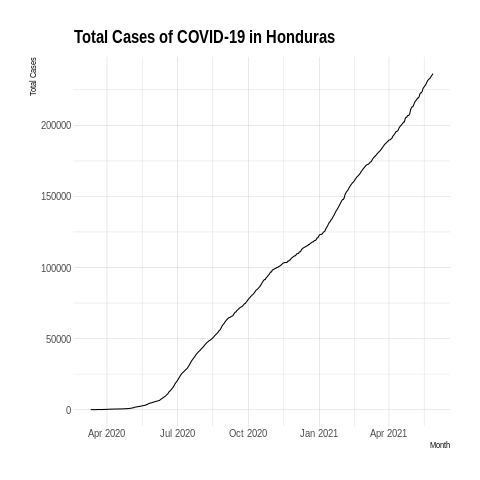 Total Cases of COVID-19 in Honduras
Total Cases
200000
150000
100000
50000
0
Apr 2020 Jul 2020 Oct 2020 Jan 2021 Apr 2021
Month